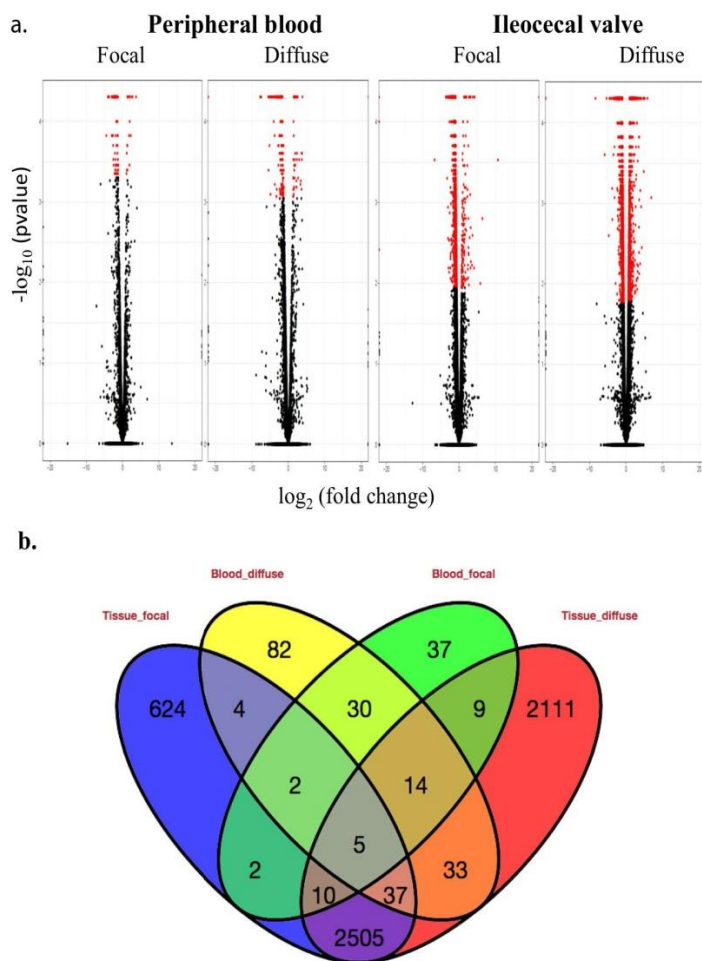 a.
Peripheral blood
Ileocecal valve
Focal
Diffuse
Focal
Diffuse
-log10 (pvalue)
log2 (fold change)
b.
Blood_diffuse
Blood_focal
Tissue_focal
Tissue_diffuse
82
37
624
4
30
9
2111
2
14
5
2
33
10
37
2505